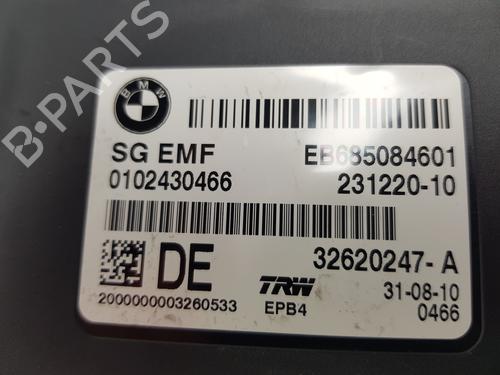 BMW
SG EMF EB685084601
0102430466 231220-10
DE 32620247-A
TRW 31-08-10
2000000003260533 EPB4 0466
B-PARTS